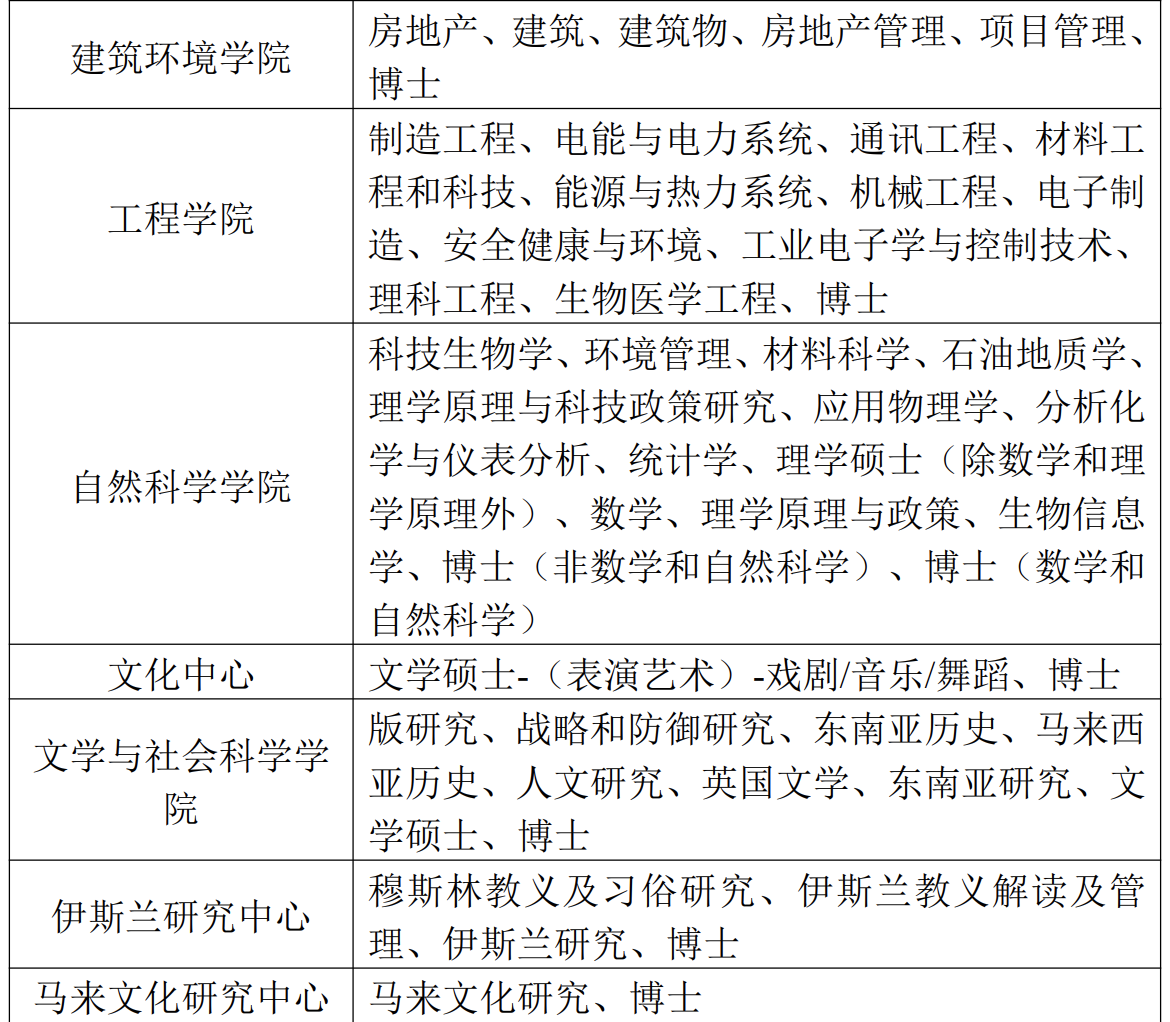 建筑环境学院
房地产、建筑、建筑物、房地产管理、项目管理、
博士
工程学院
制造工程、电能与电力系统、通讯工程、材料工
程和科技、能源与热力系统、机械工程、电子制
造、安全健康与环境、工业电子学与控制技术、
理科工程、生物医学工程、博士
自然科学学院
科技生物学、环境管理、材料科学、石油地质学、
理学原理与科技政策研究、应用物理学、分析化
学与仪表分析、统计学、理学硕士（除数学和理
学原理外）、数学、理学原理与政策、生物信息
学、博士（非数学和自然科学）、博士（数学和
自然科学）
文化中心
文学硕士-（表演艺术）-戏剧/音乐/舞蹈、博士
文学与社会科学学
院
版研究、战略和防御研究、东南亚历史、马来西
亚历史、人文研究、英国文学、东南亚研究、文
学硕士、博士
伊斯兰研究中心
穆斯林教义及习俗研究、伊斯兰教义解读及管
理、伊斯兰研究、博士
马来文化研究中心
马来文化研究、博士